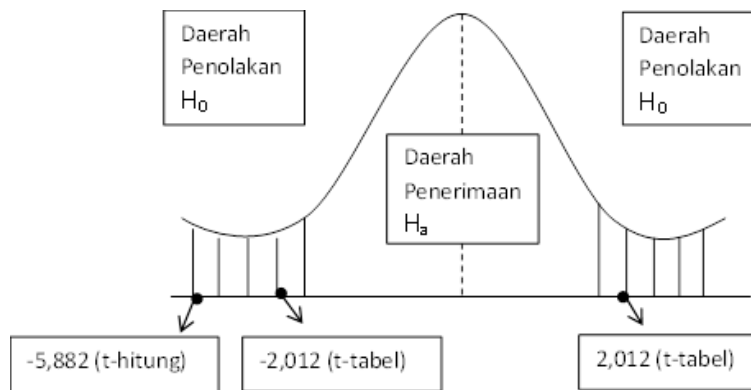 Daerah
Penolakan
H₀
Daerah
Penolakan
H₀
Daerah
Penerimaan
Hₐ
-5,882 (t-hitung)
-2,012 (t-tabel)
2,012 (t-tabel)